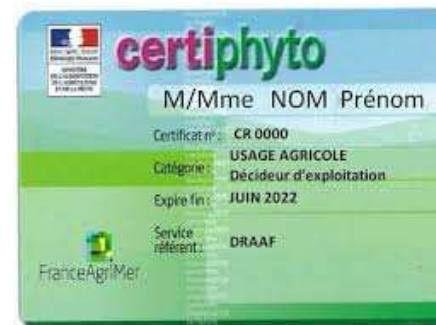 certiphyto
M/Mme NOM Prénom
Certificat n° : CR 0000
Catégorie : USAGE AGRICOLE
Décideur d'exploitation
Expire fin : JUIN 2022
Service
référent : DRAAF
FranceAgriMer